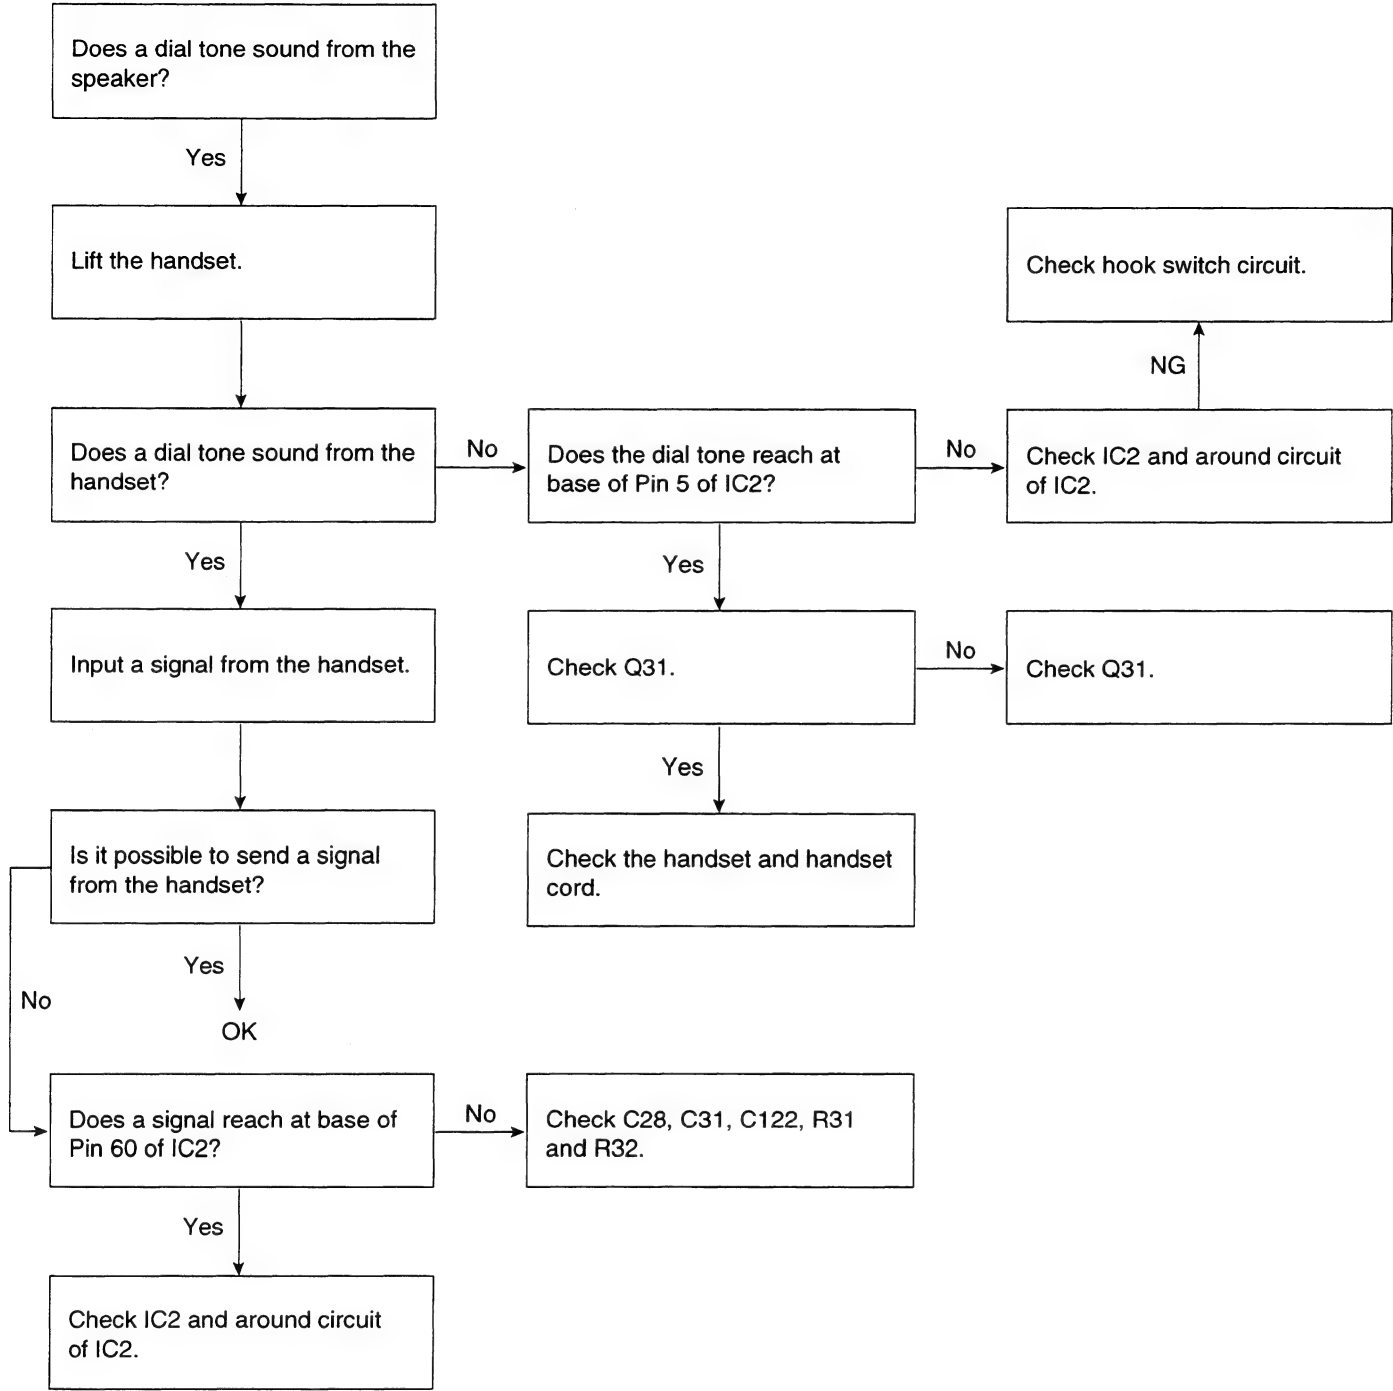 Does a dial tone sound from the
speaker?
Yes
Lift the handset.
Check hook switch circuit.
NG
Does a dial tone sound from the
handset?
No
Does the dial tone reach at
base of Pin 5 of IC2?
No
Check IC2 and around circuit
of IC2.
Yes
Yes
Input a signal from the handset.
Check Q31.
No
Check Q31.
Yes
Is it possible to send a signal
from the handset?
Check the handset and handset
cord.
Yes
No
OK
Does a signal reach at base of
Pin 60 of IC2?
No
Check C28, C31, C122, R31
and R32.
Yes
Check IC2 and around circuit
of IC2.